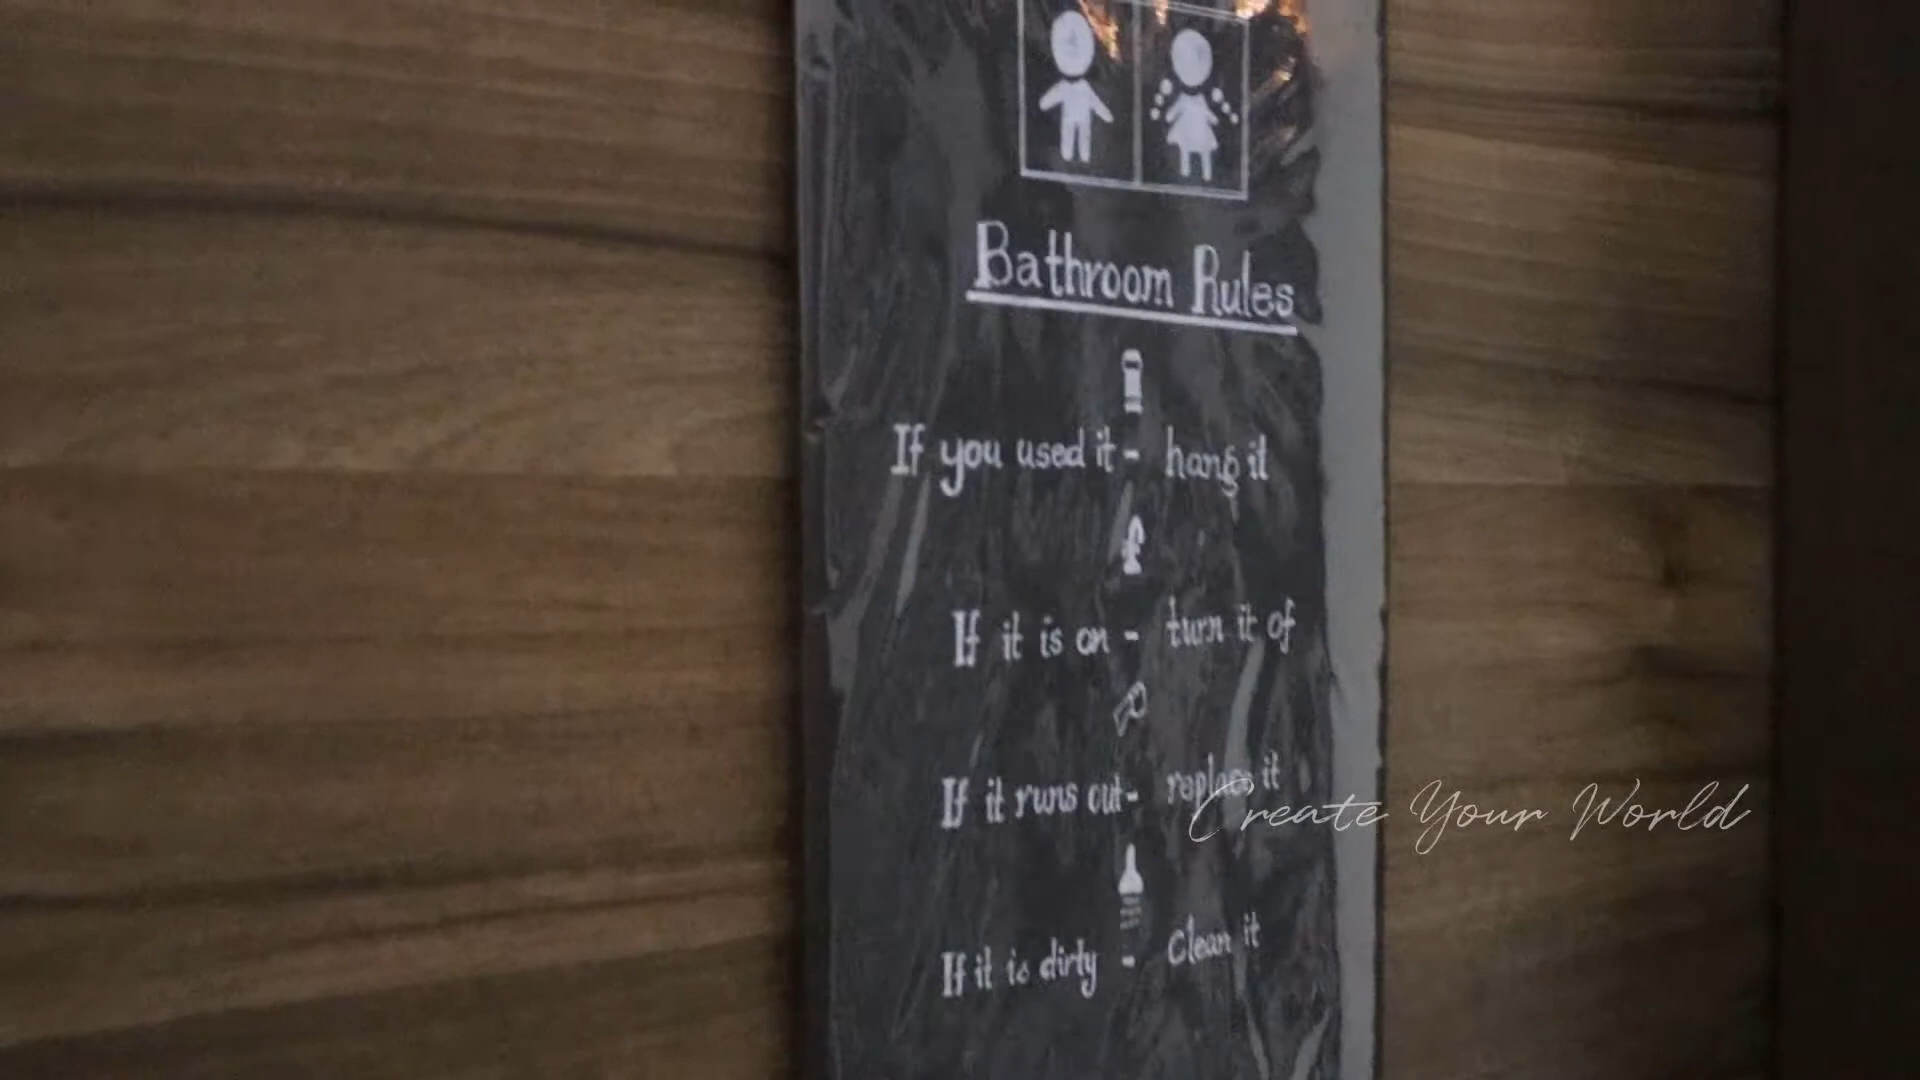 Bathroom Rules
If you used it - hang it
If it is on - turn it of
If it runs out - replace it
Create Your World
If it is dirty - Clean it